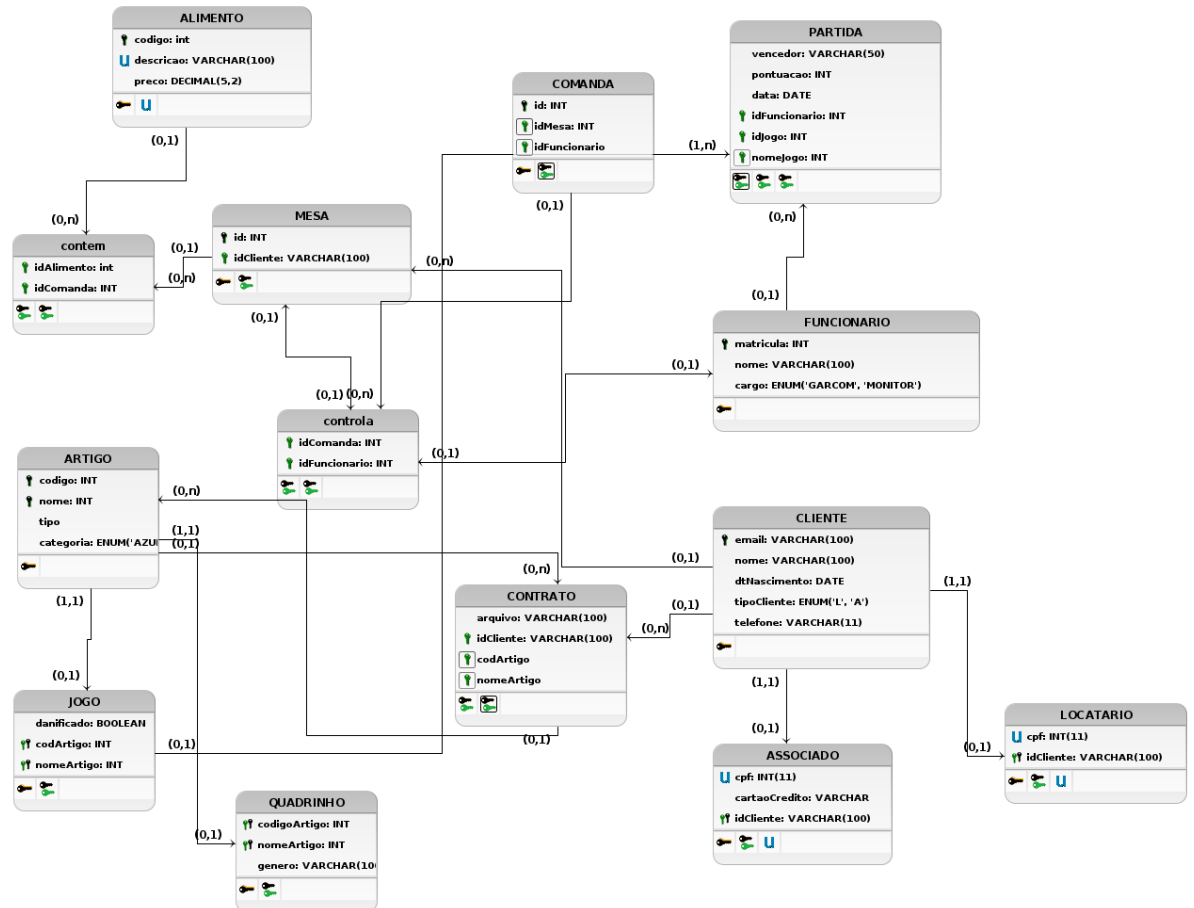 ALIMENTO
codigo: int
descricao: VARCHAR(100)
preco: DECIMAL(5,2)
(0,1)
(0,n)
contem
idAlimento: int
idComanda: INT
(0,1)
(0,n)
MESA
id: INT
idCliente: VARCHAR(100)
(0,n)
(0,1)
COMANDA
id: INT
idMesa: INT
idFuncionario
(1,n)
(0,1)
PARTIDA
vencedor: VARCHAR(50)
pontuacao: INT
data: DATE
idFuncionario: INT
idJogo: INT
nomeJogo: INT
(0,n)
(0,1)
FUNCIONARIO
matricula: INT
nome: VARCHAR(100)
cargo: ENUM('GARCOM', 'MONITOR')
(0,1)
(0,1)
(0,n)
controla
idComanda: INT
idFuncionario: INT
(0,1)
ARTIGO
codigo: INT
nome: INT
tipo
categoria: ENUM('AZUI
(0,n)
(1,1)
(0,1)
(1,1)
(0,1)
(0,n)
CONTRATO
arquivo: VARCHAR(100)
idCliente: VARCHAR(100)
codArtigo
nomeArtigo
(0,1)
(0,1)
(0,1)
(0,n)
CLIENTE
email: VARCHAR(100)
nome: VARCHAR(100)
dtNascimento: DATE
tipoCliente: ENUM('L', 'A')
telefone: VARCHAR(11)
(1,1)
(1,1)
(0,1)
(0,1)
JOGO
danificado: BOOLEAN
codArtigo: INT
nomeArtigo: INT
(0,1)
QUADRINHO
codigoArtigo: INT
nomeArtigo: INT
genero: VARCHAR(10
(0,1)
ASSOCIADO
cpf: INT(11)
cartaoCredito: VARCHAR
idCliente: VARCHAR(100)
LOCATARIO
cpf: INT(11)
idCliente: VARCHAR(100)